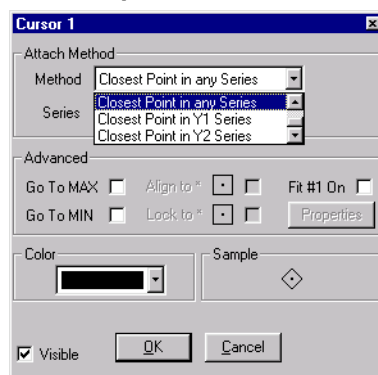 Cursor 1
Attach Method
Method Closest Point in any Series
Series Closest Point in any Series
Closest Point in Y1 Series
Closest Point in Y2 Series
Advanced
Go To MAX Align to * Fit #1 On
Go To MIN Lock to * Properties
Color Sample
Visible OK Cancel